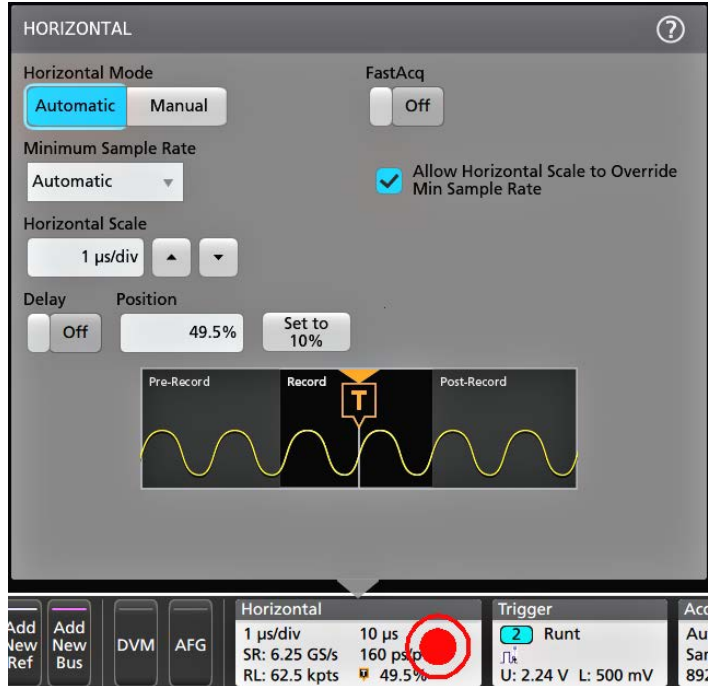 HORIZONTAL
?
Horizontal Mode
FastAcq
Automatic Manual
Off
Minimum Sample Rate
Automatic
Allow Horizontal Scale to Override
Min Sample Rate
Horizontal Scale
1 µs/div
Delay Position
Off 49.5% Set to
10%
Pre-Record Record Post-Record
T
Add
New
Ref
Add
New
Bus
DVM
AFG
Horizontal
1 µs/div 10 µs
SR: 6.25 GS/s 160
RL: 62.5 kpts 49.5%
Trigger
2 Runt
U: 2.24 V L: 500 mV
892